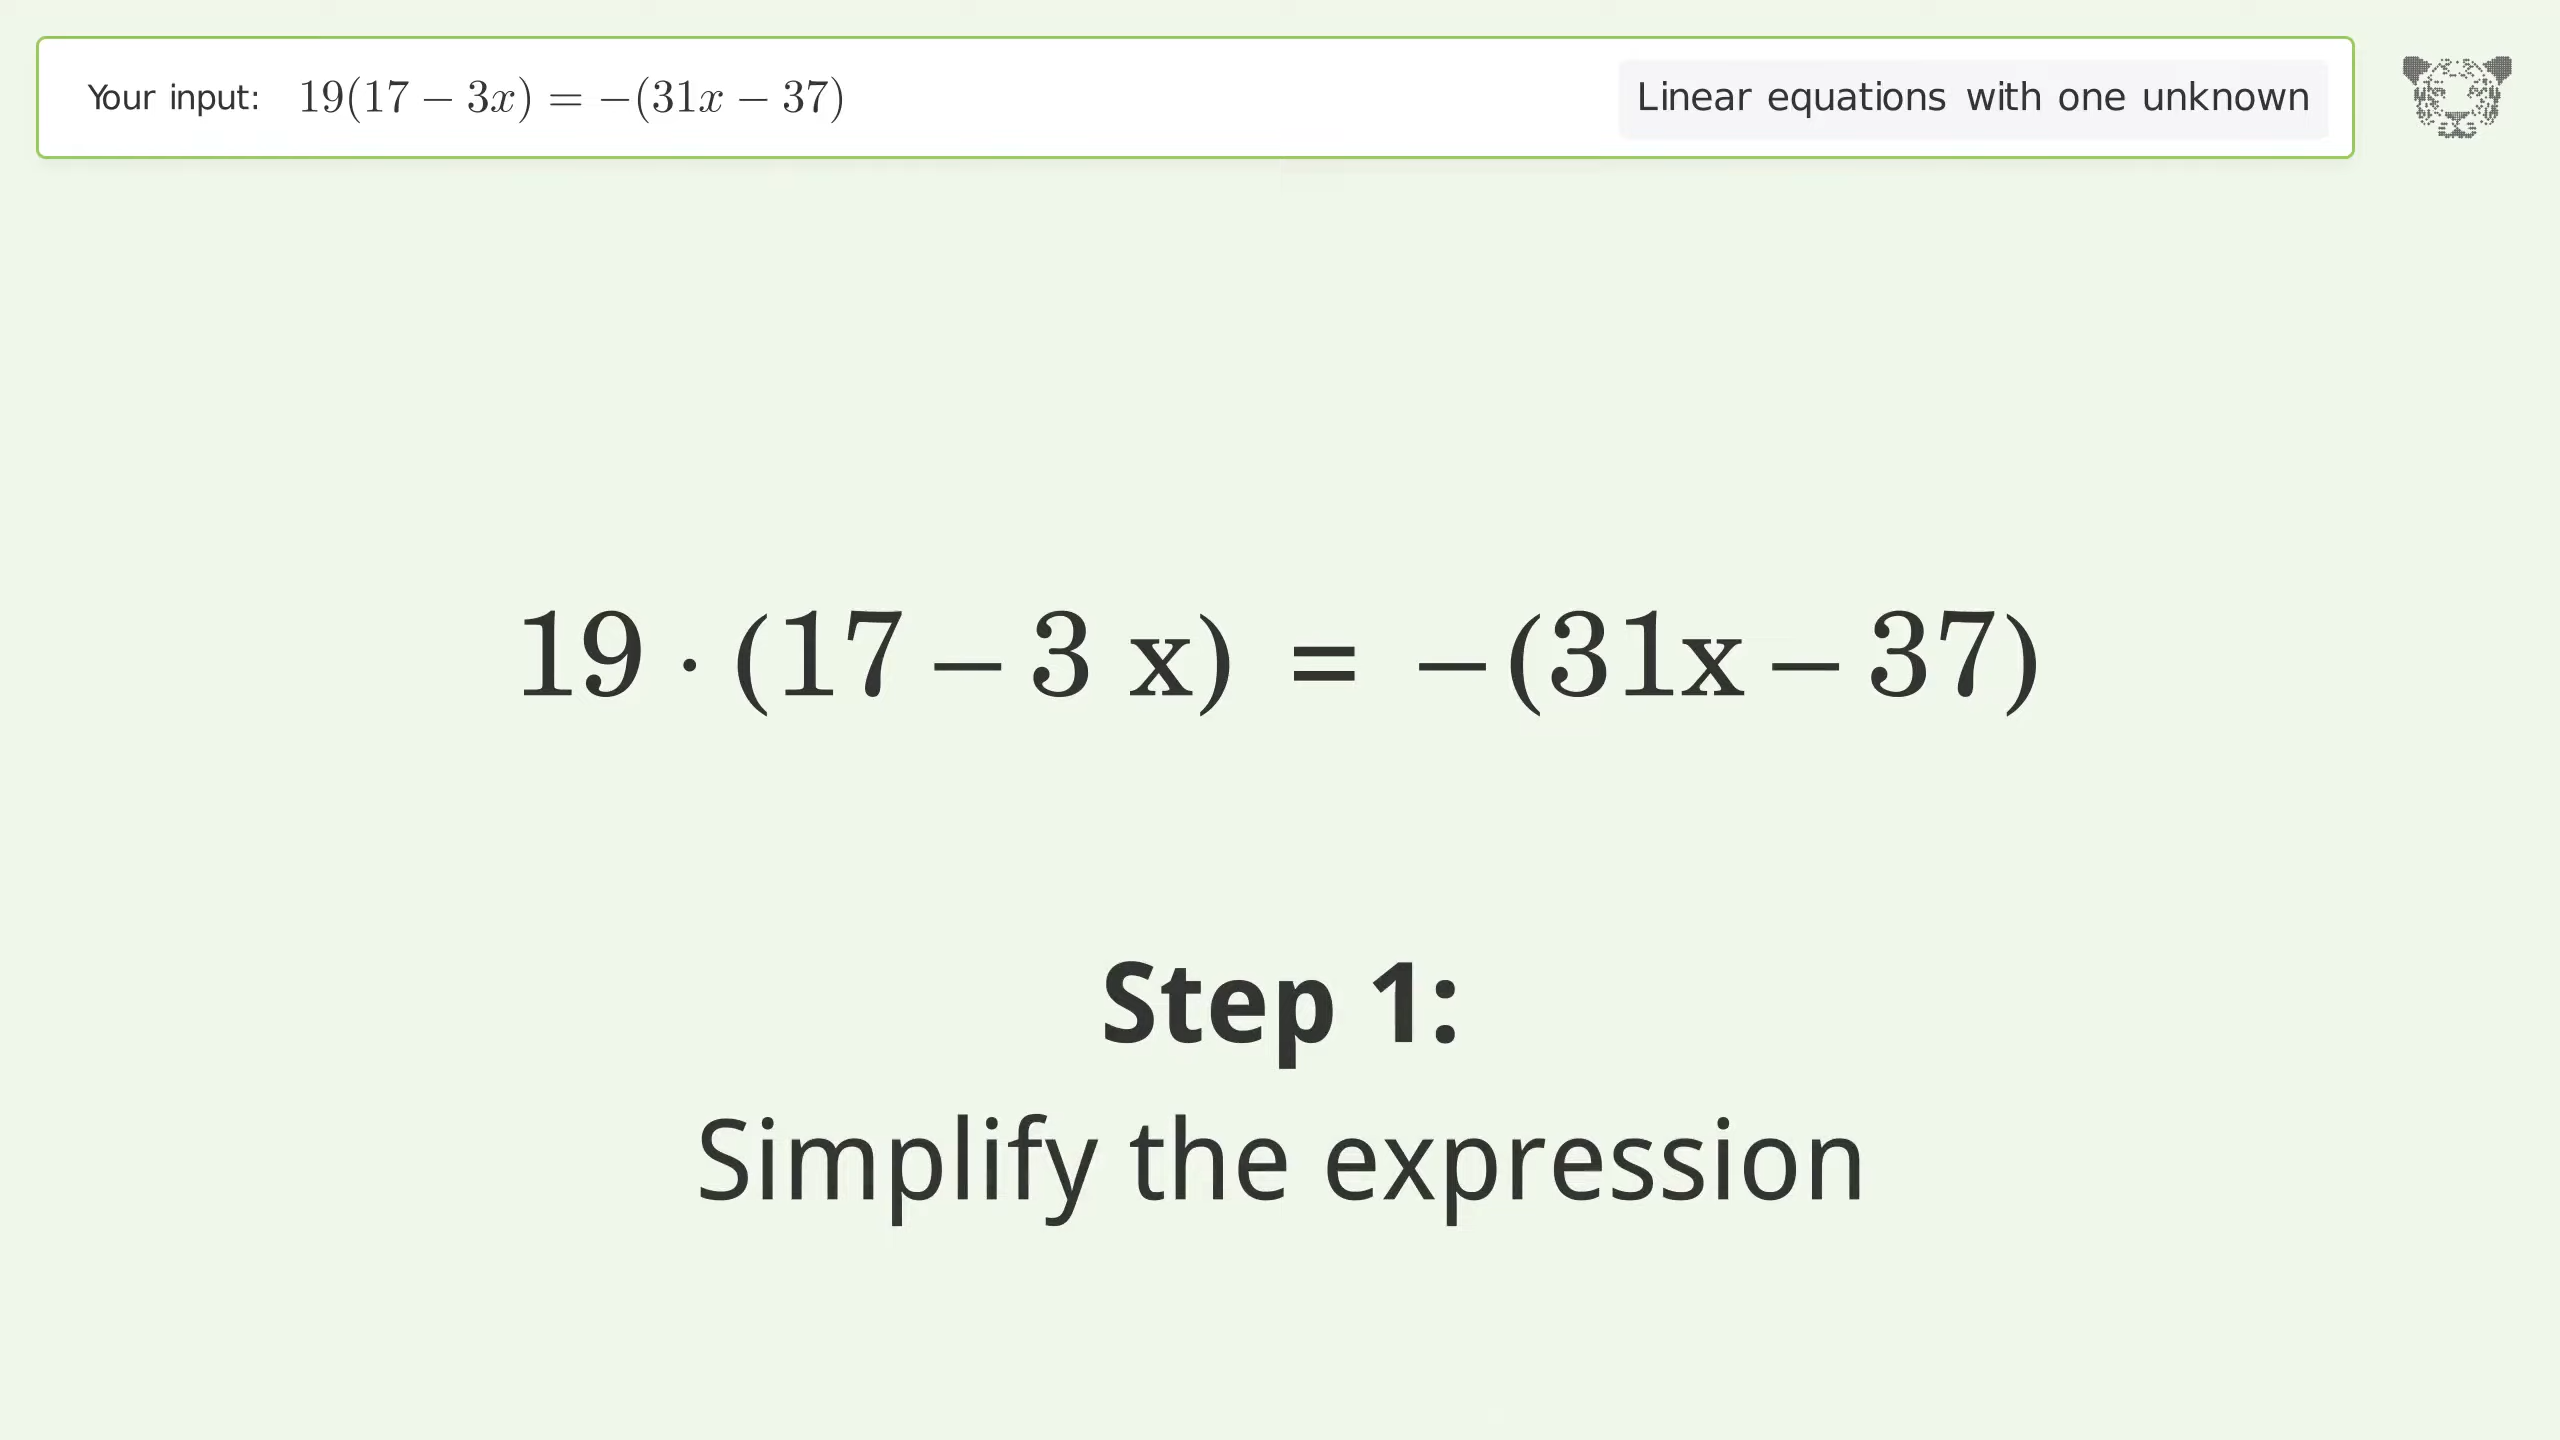 Your input: 19(17 − 3x) = −(31x − 37)
Linear equations with one unknown
19 · (17 − 3 x) = −(31x − 37)
Step 1:
Simplify the expression